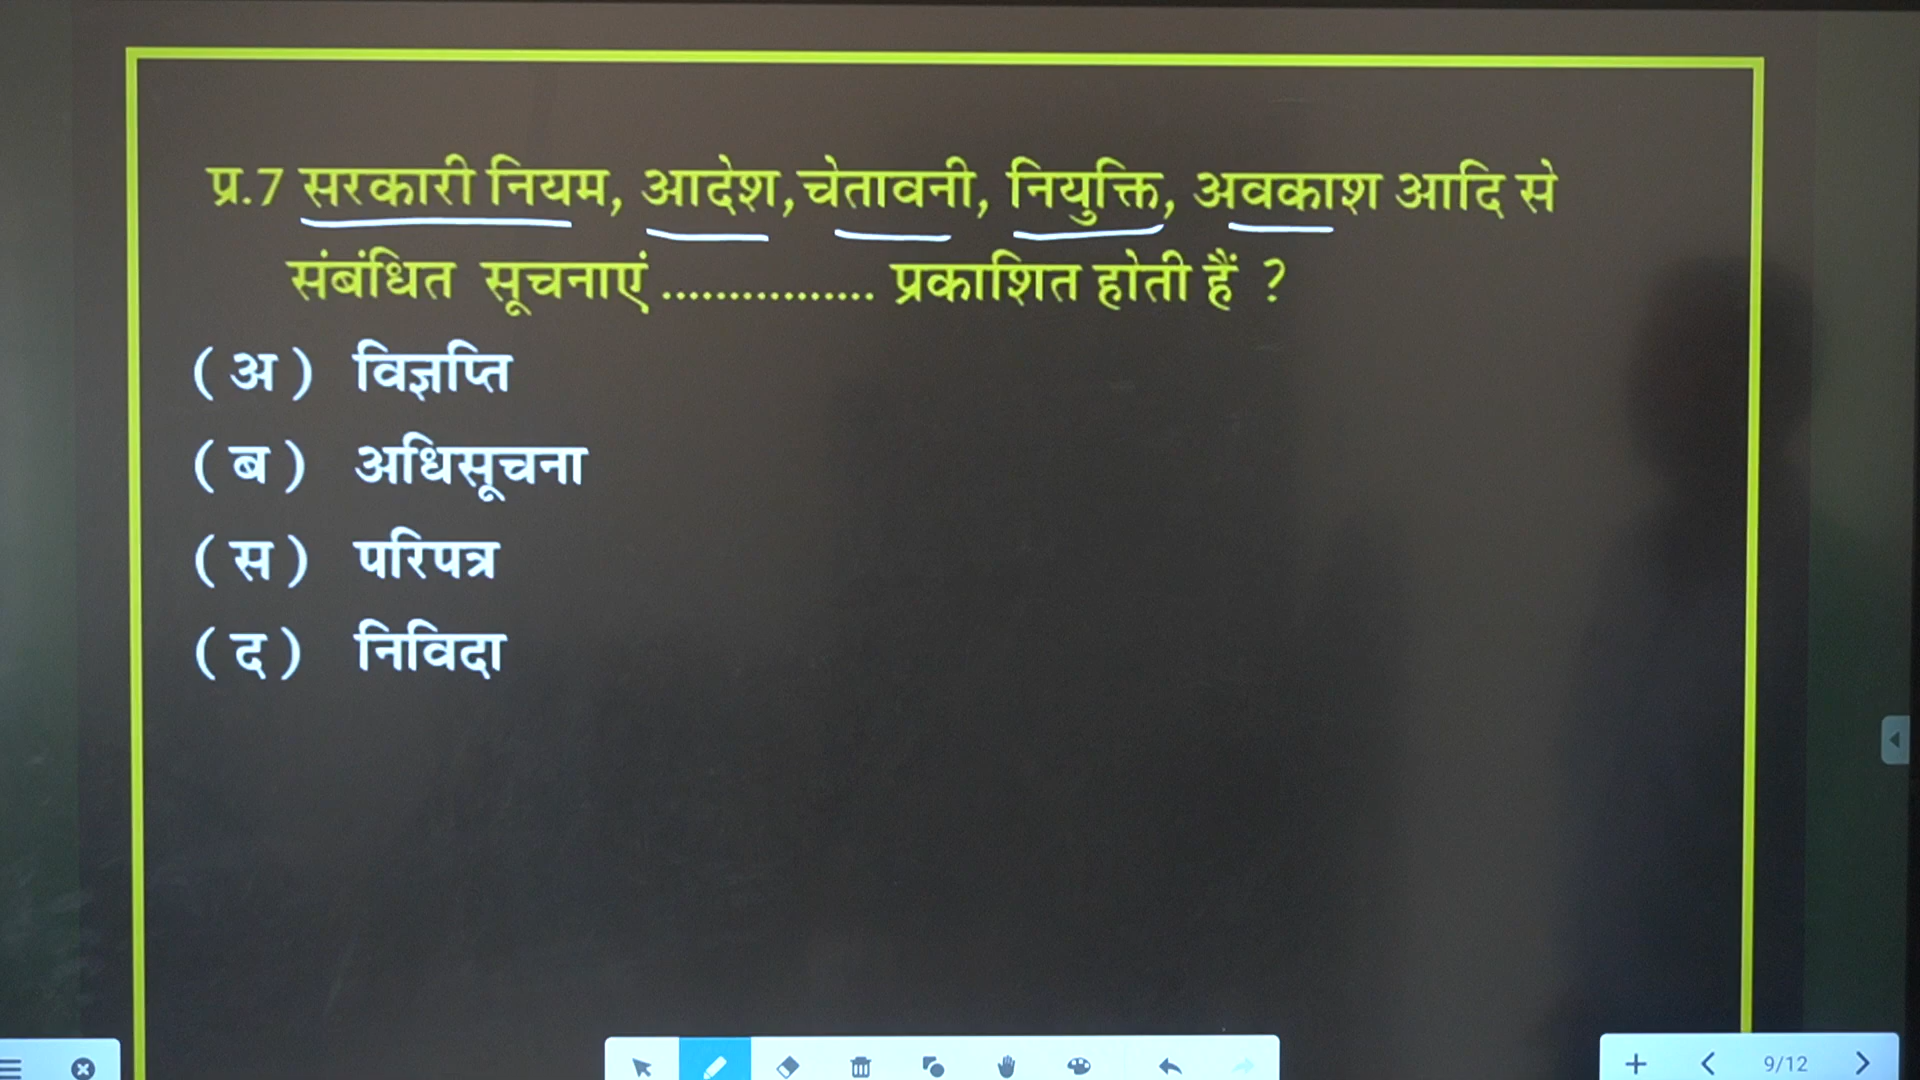 प्र.7 सरकारी नियम, आदेश, चेतावनी, नियुक्ति, अवकाश आदि से
संबंधित सूचनाएं ................ प्रकाशित होती हैं ?
( अ ) विज्ञप्ति
( ब ) अधिसूचना
( स ) परिपत्र
( द ) निविदा
9/12